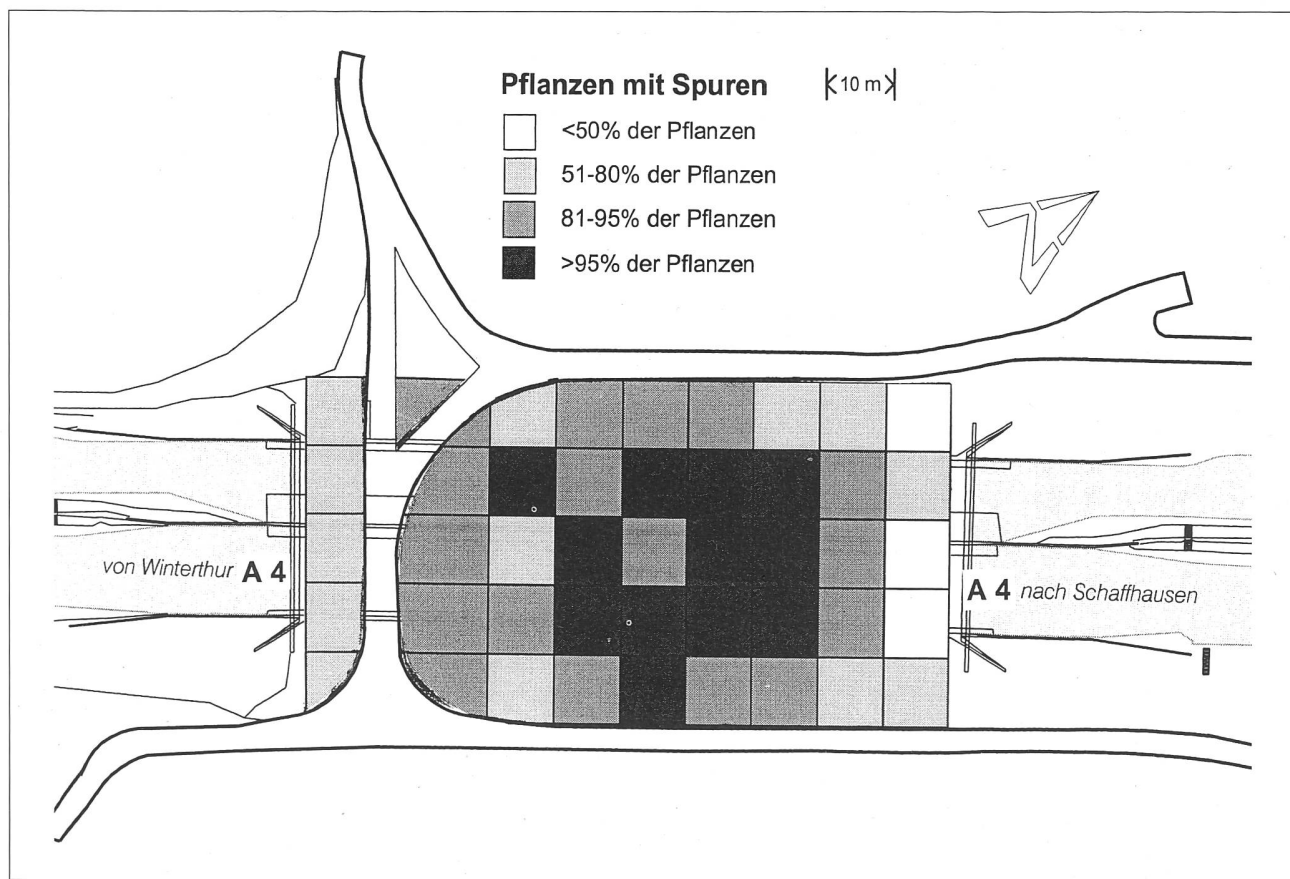 Pflanzen mit Spuren
10 m
<50% der Pflanzen
51-80% der Pflanzen
81-95% der Pflanzen
>95% der Pflanzen
von Winterthur A 4
A 4 nach Schaffhausen